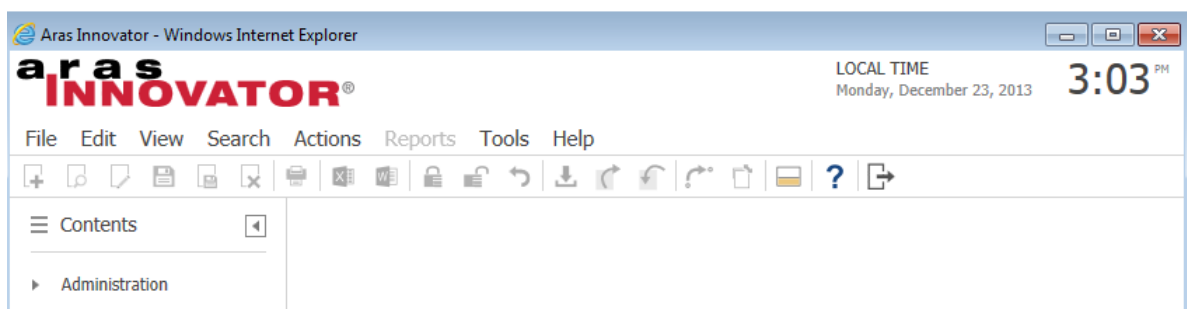 Aras Innovator - Windows Internet Explorer
aras
INNOVATOR®
LOCAL TIME
Monday, December 23, 2013
3:03 PM
File Edit View Search Actions Reports Tools Help
?
Contents
Administration